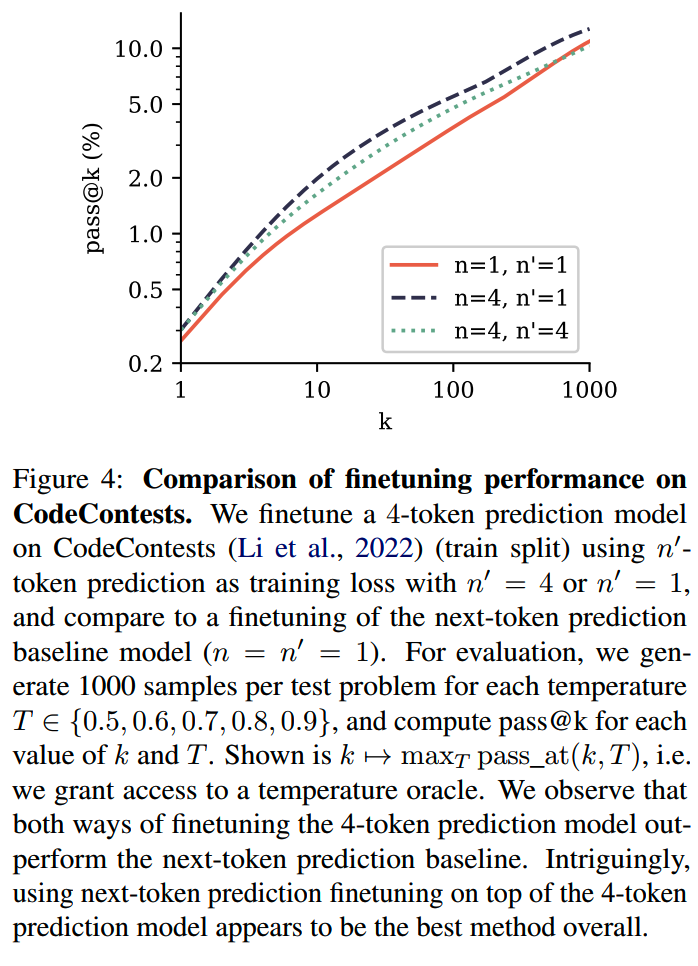 10.0
5.0
2.0
1.0
0.5
0.2
pass@k (%)
n=1, n'=1
n=4, n'=1
n=4, n'=4
1
10
100
1000
k
Figure 4: Comparison of finetuning performance on
CodeContests. We finetune a 4-token prediction model
on CodeContests (Li et al., 2022) (train split) using n′-
token prediction as training loss with n′ = 4 or n′ = 1,
and compare to a finetuning of the next-token prediction
baseline model (n = n′ = 1). For evaluation, we gen-
erate 1000 samples per test problem for each temperature
T ∈ {0.5, 0.6, 0.7, 0.8, 0.9}, and compute pass@k for each
value of k and T. Shown is k ↦ max_T pass_at(k, T), i.e.
we grant access to a temperature oracle. We observe that
both ways of finetuning the 4-token prediction model out-
perform the next-token prediction baseline. Intriguingly,
using next-token prediction finetuning on top of the 4-token
prediction model appears to be the best method overall.